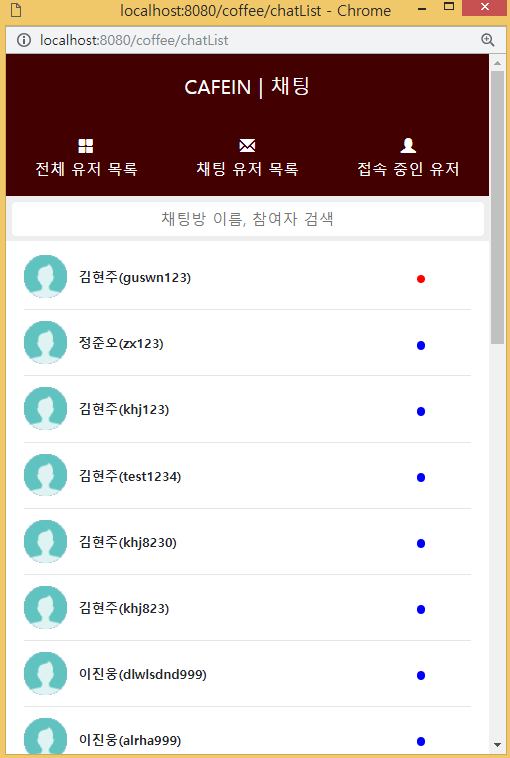 localhost:8080/coffee/chatList - Chrome
localhost:8080/coffee/chatList
CAFEIN | 채팅
전체 유저 목록 채팅 유저 목록 접속 중인 유저
채팅방 이름, 참여자 검색
김현주(guswn123)
정준오(zx123)
김현주(khj123)
김현주(test1234)
김현주(khj8230)
김현주(khj823)
이진웅(dlwlsdnd999)
이진웅(alrha999)